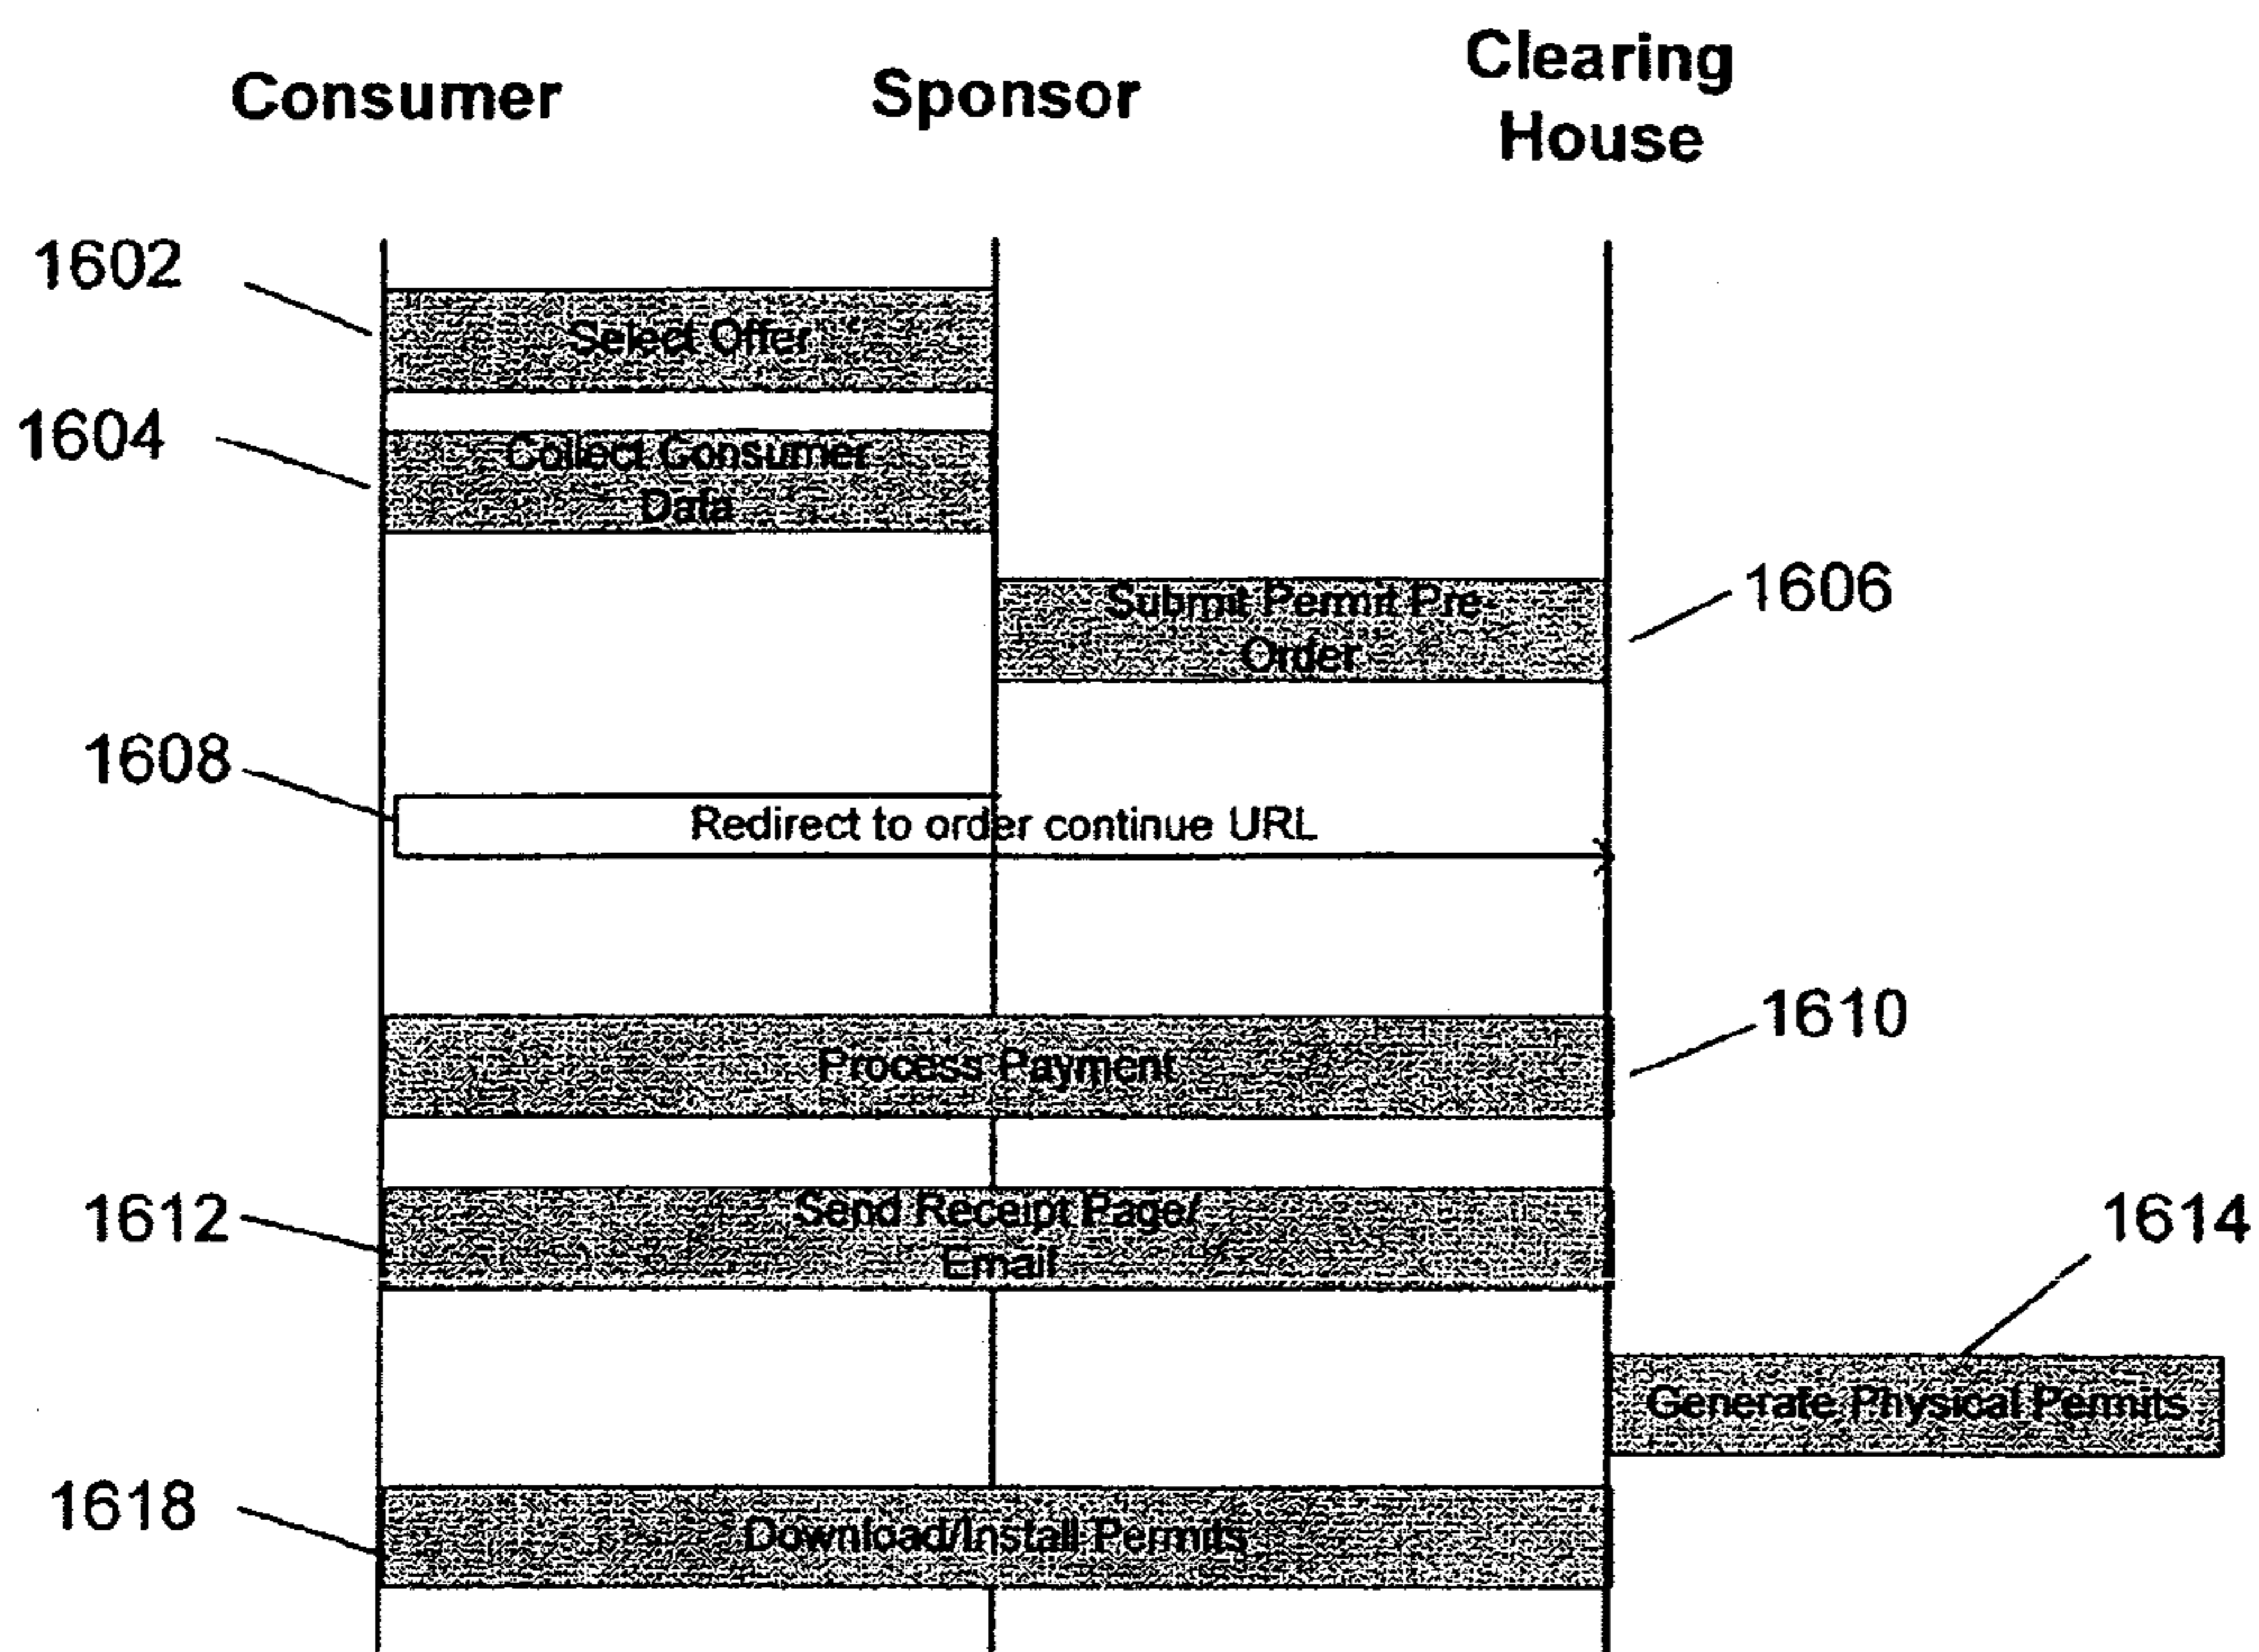 Consumer
Sponsor
Clearing
House
1602
Select Offer
1604
Collect Consumer
Data
Submit Permit Pre-
Order
1606
1608
Redirect to order continue URL
Process Payment
1610
1612
Send Receipt Page/
Email
1614
Generate Physical Permits
1618
Download/Install Permits